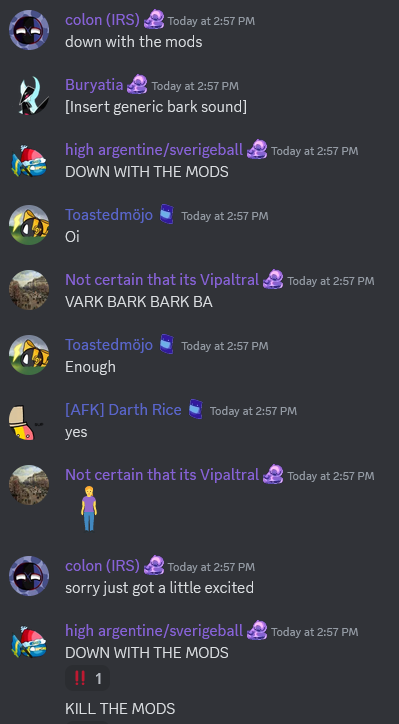 colon (IRS) Today at 2:57 PM
down with the mods
Buryatia Today at 2:57 PM
[Insert generic bark sound]
high argentine/sverigeball Today at 2:57 PM
DOWN WITH THE MODS
Toastedmöjo Today at 2:57 PM
Oi
Not certain that its Vipaltral Today at 2:57 PM
VARK BARK BARK BA
Toastedmöjo Today at 2:57 PM
Enough
[AFK] Darth Rice Today at 2:57 PM
yes
Not certain that its Vipaltral Today at 2:57 PM
colon (IRS) Today at 2:57 PM
sorry just got a little excited
high argentine/sverigeball Today at 2:57 PM
DOWN WITH THE MODS
‼ 1
KILL THE MODS